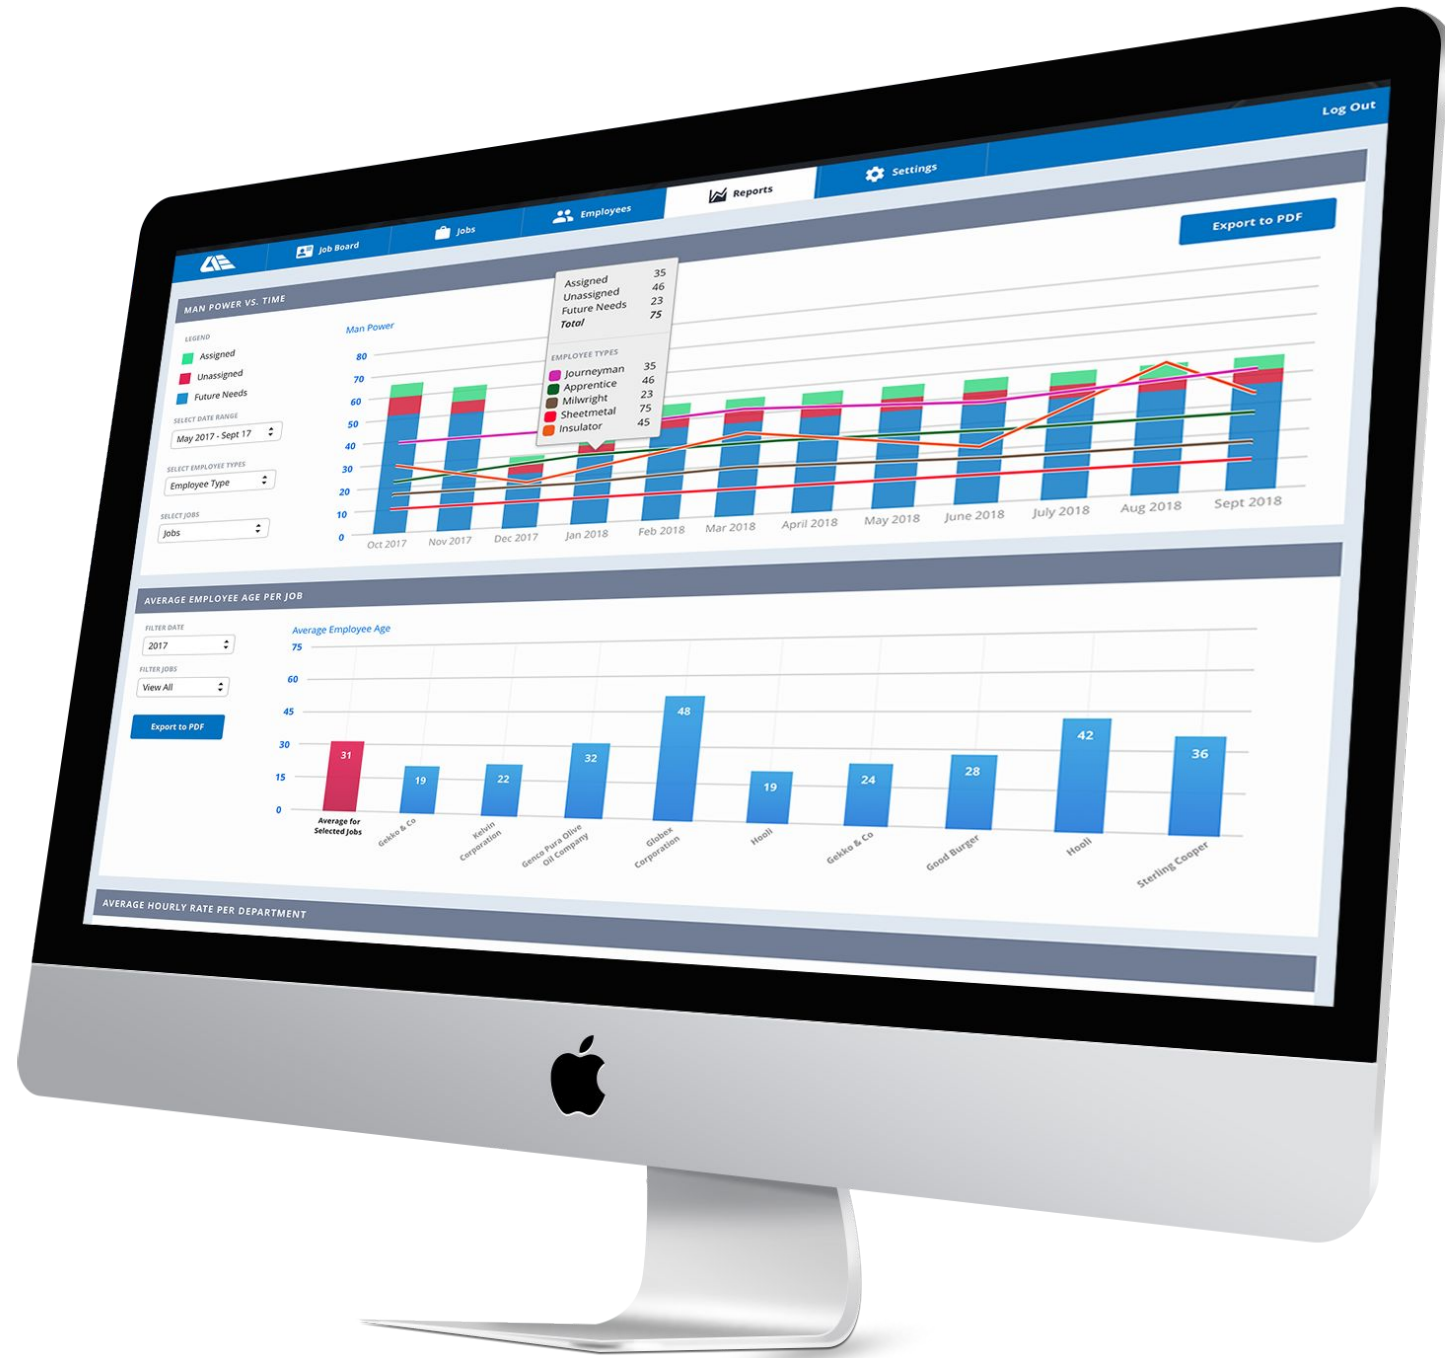 Log Out
Job Board
Jobs
Employees
Reports
Settings
MAN POWER VS. TIME
Export to PDF
LEGEND
Assigned
Unassigned
Future Needs
SELECT DATE RANGE
May 2017 - Sept 17
SELECT EMPLOYEE TYPES
Employee Type
SELECT JOBS
Jobs
Man Power
80
70
60
50
40
30
20
10
0
Assigned 35
Unassigned 46
Future Needs 23
Total 75
EMPLOYEE TYPES
Journeyman 35
Apprentice 46
Milwright 23
Sheetmetal 75
Insulator 45
Oct 2017
Nov 2017
Dec 2017
Jan 2018
Feb 2018
Mar 2018
April 2018
May 2018
June 2018
July 2018
Aug 2018
Sept 2018
AVERAGE EMPLOYEE AGE PER JOB
FILTER DATE
2017
FILTER JOBS
View All
Export to PDF
Average Employee Age
75
60
45
30
15
0
31
19
22
32
48
19
24
28
42
36
Average for
Selected Jobs
Gekko & Co
Kelvin
Corporation
Genco Pura Olive
Oil Company
Globex
Corporation
Hooli
Gekko & Co
Good Burger
Hooli
Sterling Cooper
AVERAGE HOURLY RATE PER DEPARTMENT